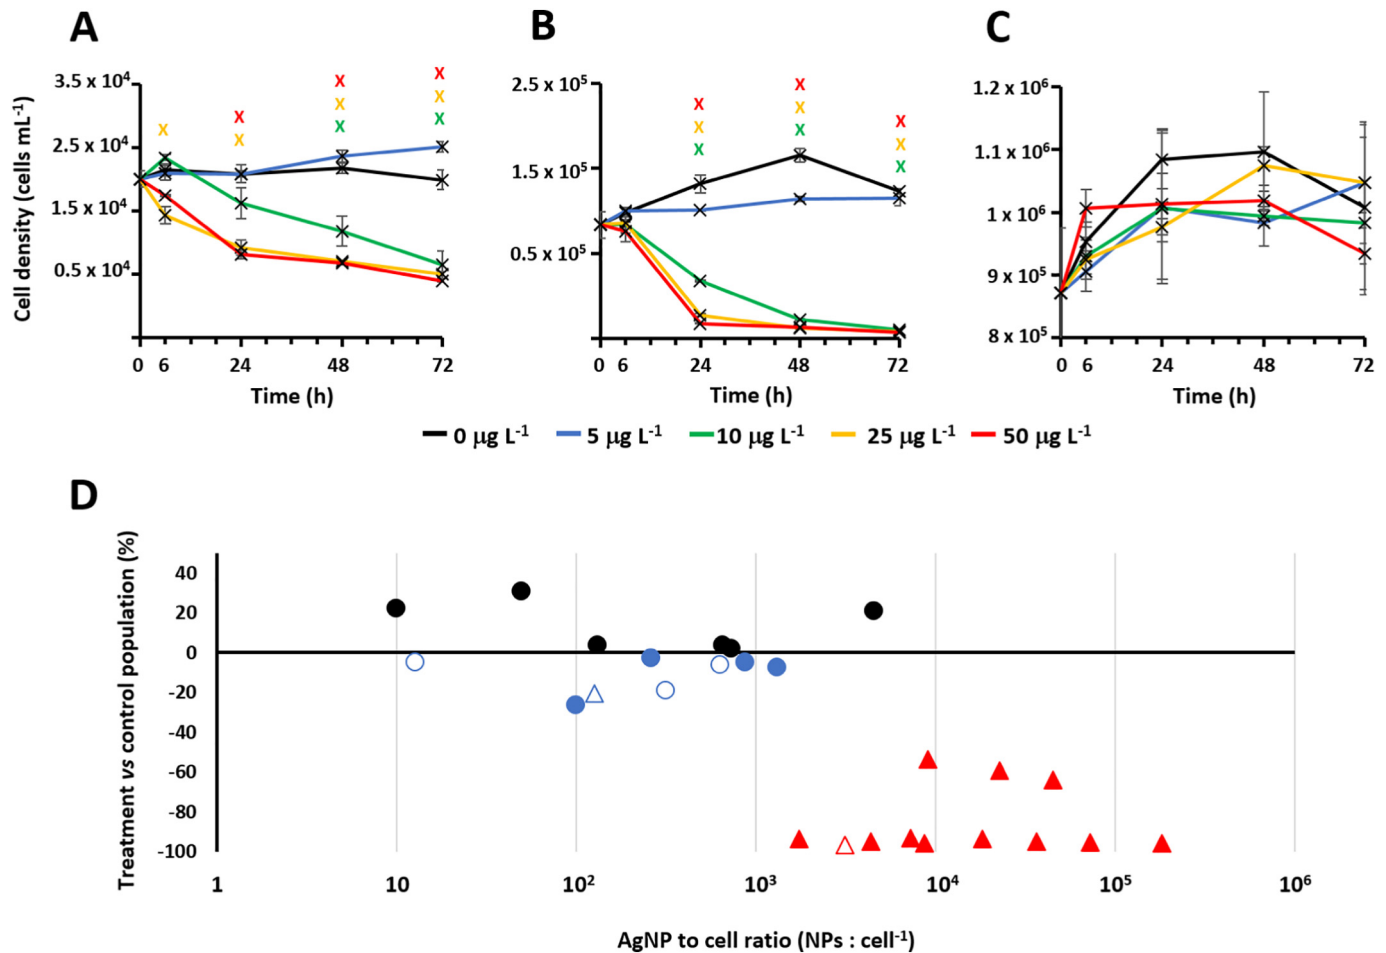 A
B
C
Cell density (cells mL⁻¹)
3.5 x 10⁴
2.5 x 10⁴
1.5 x 10⁴
0.5 x 10⁴
X X X X
X X X X
X X
0 6 24 48 72
Time (h)
2.5 x 10⁵
1.5 x 10⁵
0.5 x 10⁵
X X X
X X X
X X X
0 6 24 48 72
Time (h)
1.2 x 10⁶
1.1 x 10⁶
1 x 10⁶
9 x 10⁵
8 x 10⁵
0 6 24 48 72
Time (h)
0 µg L⁻¹ 5 µg L⁻¹ 10 µg L⁻¹ 25 µg L⁻¹ 50 µg L⁻¹
D
Treatment vs control population (%)
40
20
0
-20
-40
-60
-80
-100
1 10 10² 10³ 10⁴ 10⁵ 10⁶
AgNP to cell ratio (NPs : cell⁻¹)